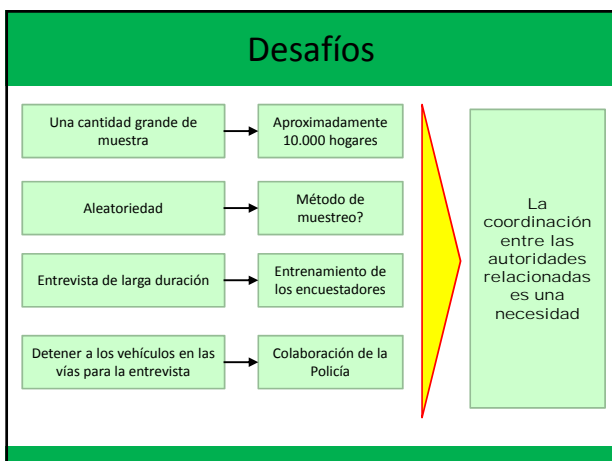 Desafíos
Una cantidad grande de
muestra
Aproximadamente
10.000 hogares
Aleatoriedad
Método de
muestreo?
Entrevista de larga duración
Entrenamiento de
los encuestadores
Detener a los vehículos en las
vías para la entrevista
Colaboración de la
Policía
La
coordinación
entre las
autoridades
relacionadas
es una
necesidad